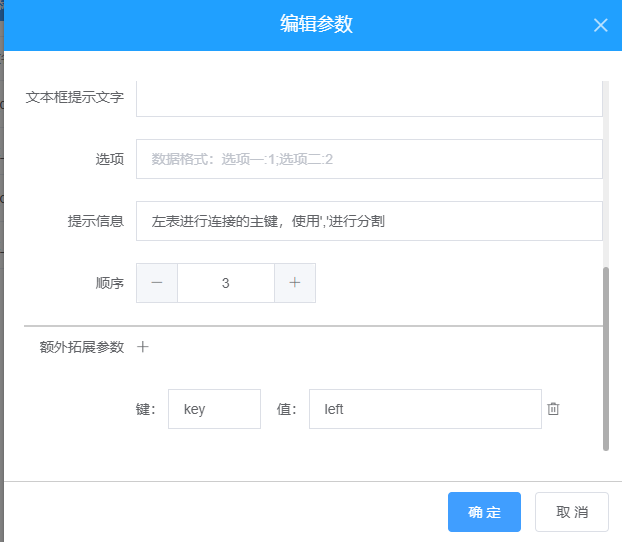 编辑参数
文本框提示文字
选项 数据格式：选项一:1;选项二:2
提示信息 左表进行连接的主键，使用','进行分割
顺序 3
额外拓展参数
键： key 值： left
确 定 取 消